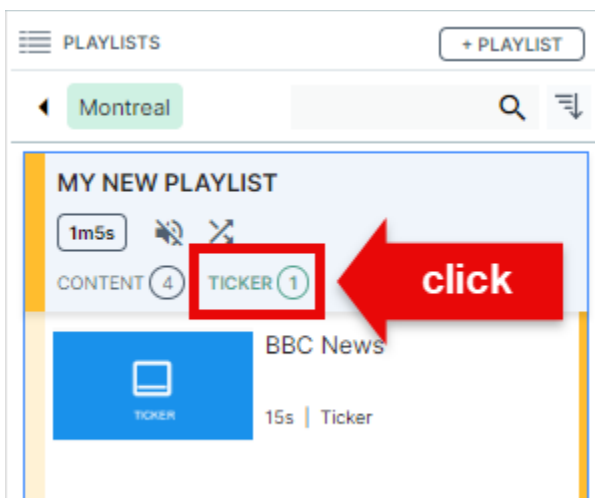 PLAYLISTS
+ PLAYLIST
Montreal
MY NEW PLAYLIST
1m5s
CONTENT 4 TICKER 1
click
BBC News
TICKER
15s | Ticker